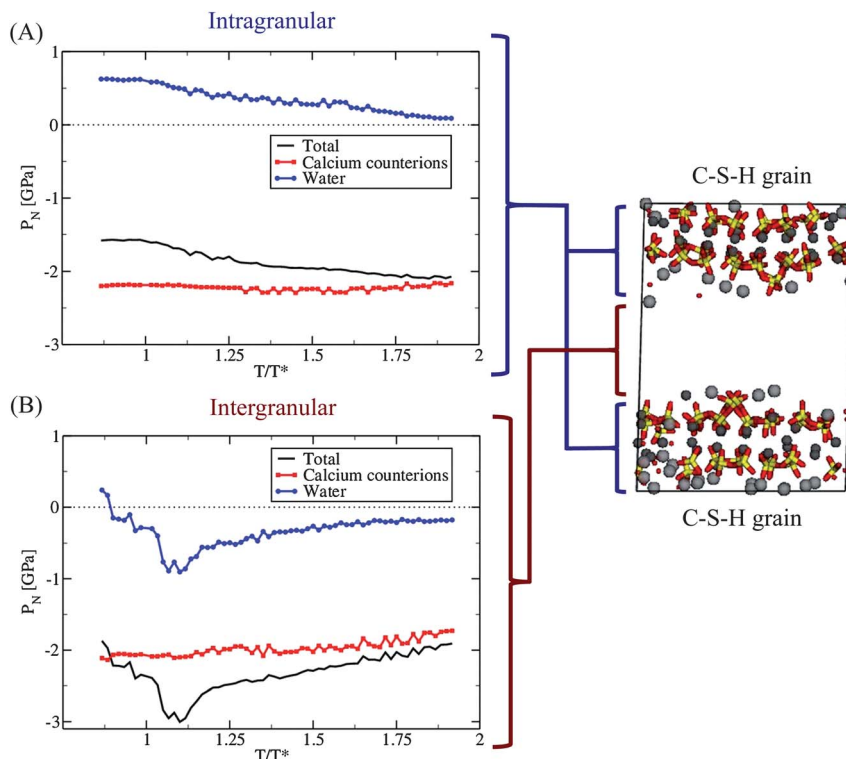 (A)
Intragranular
1
0
-1
-2
-3
P_N [GPa]
Total
Calcium counterions
Water
1
1.25
1.5
1.75
2
T/T*
C-S-H grain
(B)
Intergranular
1
0
-1
-2
-3
P_N [GPa]
Total
Calcium counterions
Water
1
1.25
1.5
1.75
2
T/T*
C-S-H grain